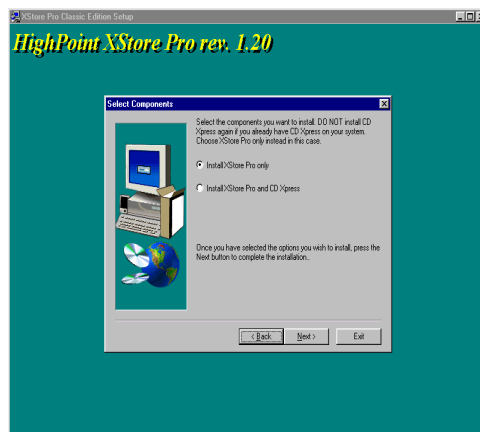 XStore Pro Classic Edition Setup
HighPoint XStore Pro rev. 1.20
Select Components
Select the components you want to install. DO NOT install CD
Xpress again if you already have CD Xpress on your system.
Choose XStore Pro only instead in this case.
Install XStore Pro only
Install XStore Pro and CD Xpress
Once you have selected the options you wish to install, press the
Next button to complete the installation..
< Back
Next >
Exit